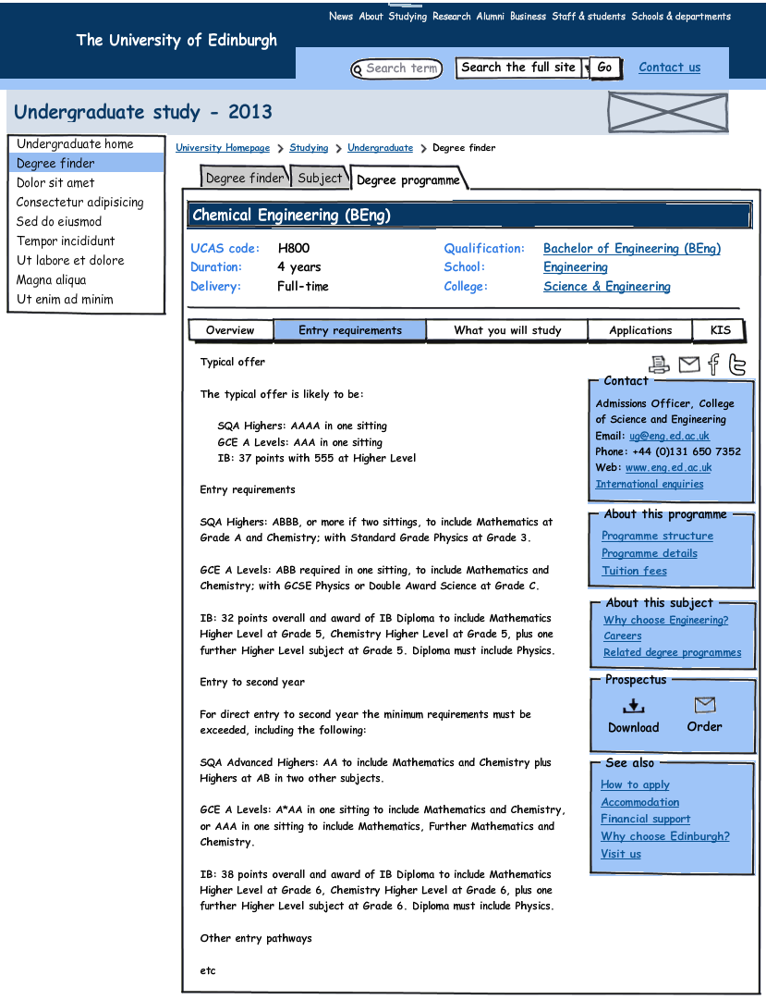 News About Studying Research Alumni Business Staff & students Schools & departments
The University of Edinburgh
Search term
Search the full site
Go
Contact us
Undergraduate study - 2013
Undergraduate home
Degree finder
Dolor sit amet
Consectetur adipisicing
Sed do eiusmod
Tempor incididunt
Ut labore et dolore
Magna aliqua
Ut enim ad minim
University Homepage > Studying > Undergraduate > Degree finder
Degree finder
Subject
Degree programme
Chemical Engineering (BEng)
UCAS code: H800
Duration: 4 years
Delivery: Full-time
Qualification: Bachelor of Engineering (BEng)
School: Engineering
College: Science & Engineering
Overview
Entry requirements
What you will study
Applications
KIS
Typical offer
The typical offer is likely to be:
SQA Highers: AAAA in one sitting
GCE A Levels: AAA in one sitting
IB: 37 points with 555 at Higher Level
Entry requirements
SQA Highers: ABBB, or more if two sittings, to include Mathematics at
Grade A and Chemistry; with Standard Grade Physics at Grade 3.
GCE A Levels: ABB required in one sitting, to include Mathematics and
Chemistry; with GCSE Physics or Double Award Science at Grade C.
IB: 32 points overall and award of IB Diploma to include Mathematics
Higher Level at Grade 5, Chemistry Higher Level at Grade 5, plus one
further Higher Level subject at Grade 5. Diploma must include Physics.
Entry to second year
For direct entry to second year the minimum requirements must be
exceeded, including the following:
SQA Advanced Highers: AA to include Mathematics and Chemistry plus
Highers at AB in two other subjects.
GCE A Levels: A*AA in one sitting to include Mathematics and Chemistry,
or AAA in one sitting to include Mathematics, Further Mathematics and
Chemistry.
IB: 38 points overall and award of IB Diploma to include Mathematics
Higher Level at Grade 6, Chemistry Higher Level at Grade 6, plus one
further Higher Level subject at Grade 6. Diploma must include Physics.
Other entry pathways
etc
Contact
Admissions Officer, College
of Science and Engineering
Email: ug@eng.ed.ac.uk
Phone: +44 (0)131 650 7352
Web: www.eng.ed.ac.uk
International enquiries
About this programme
Programme structure
Programme details
Tuition fees
About this subject
Why choose Engineering?
Careers
Related degree programmes
Prospectus
Download
Order
See also
How to apply
Accommodation
Financial support
Why choose Edinburgh?
Visit us